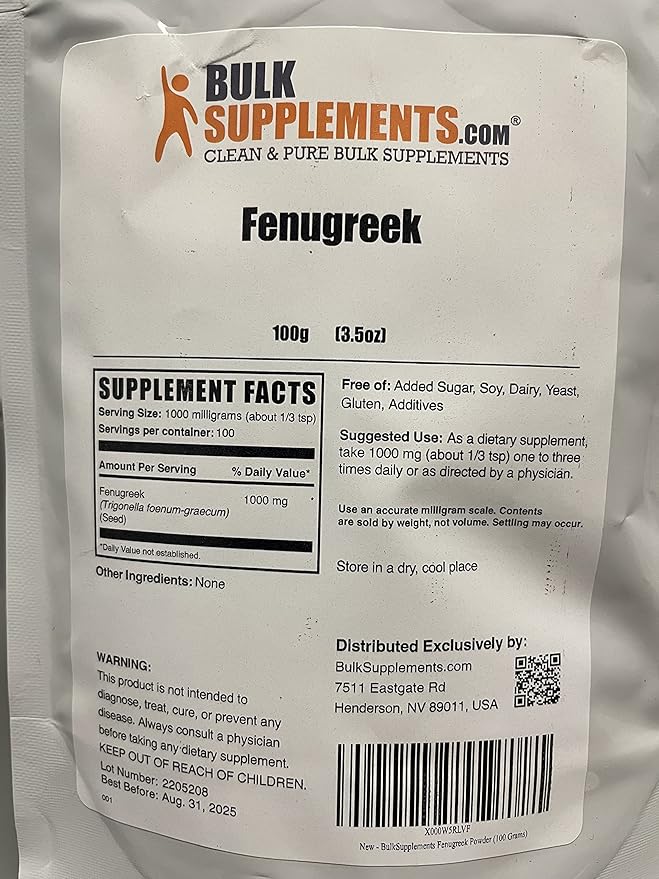 BULK
SUPPLEMENTS.COM®
CLEAN & PURE BULK SUPPLEMENTS
Fenugreek
100g (3.5oz)
SUPPLEMENT FACTS
Serving Size: 1000 milligrams (about 1/3 tsp)
Servings per container: 100
Amount Per Serving % Daily Value*
Fenugreek 1000 mg *
(Trigonella foenum-graecum)
(Seed)
*Daily Value not established.
Other Ingredients: None
Free of: Added Sugar, Soy, Dairy, Yeast,
Gluten, Additives
Suggested Use: As a dietary supplement,
take 1000 mg (about 1/3 tsp) one to three
times daily or as directed by a physician.
Use an accurate milligram scale. Contents
are sold by weight, not volume. Settling may occur.
Store in a dry, cool place
WARNING:
This product is not intended to
diagnose, treat, cure, or prevent any
disease. Always consult a physician
before taking any dietary supplement.
KEEP OUT OF REACH OF CHILDREN.
Lot Number: 2205208
Best Before: Aug. 31, 2025
001
Distributed Exclusively by:
BulkSupplements.com
7511 Eastgate Rd
Henderson, NV 89011, USA
X000W5RLVF
New - BulkSupplements Fenugreek Powder (100 Grams)